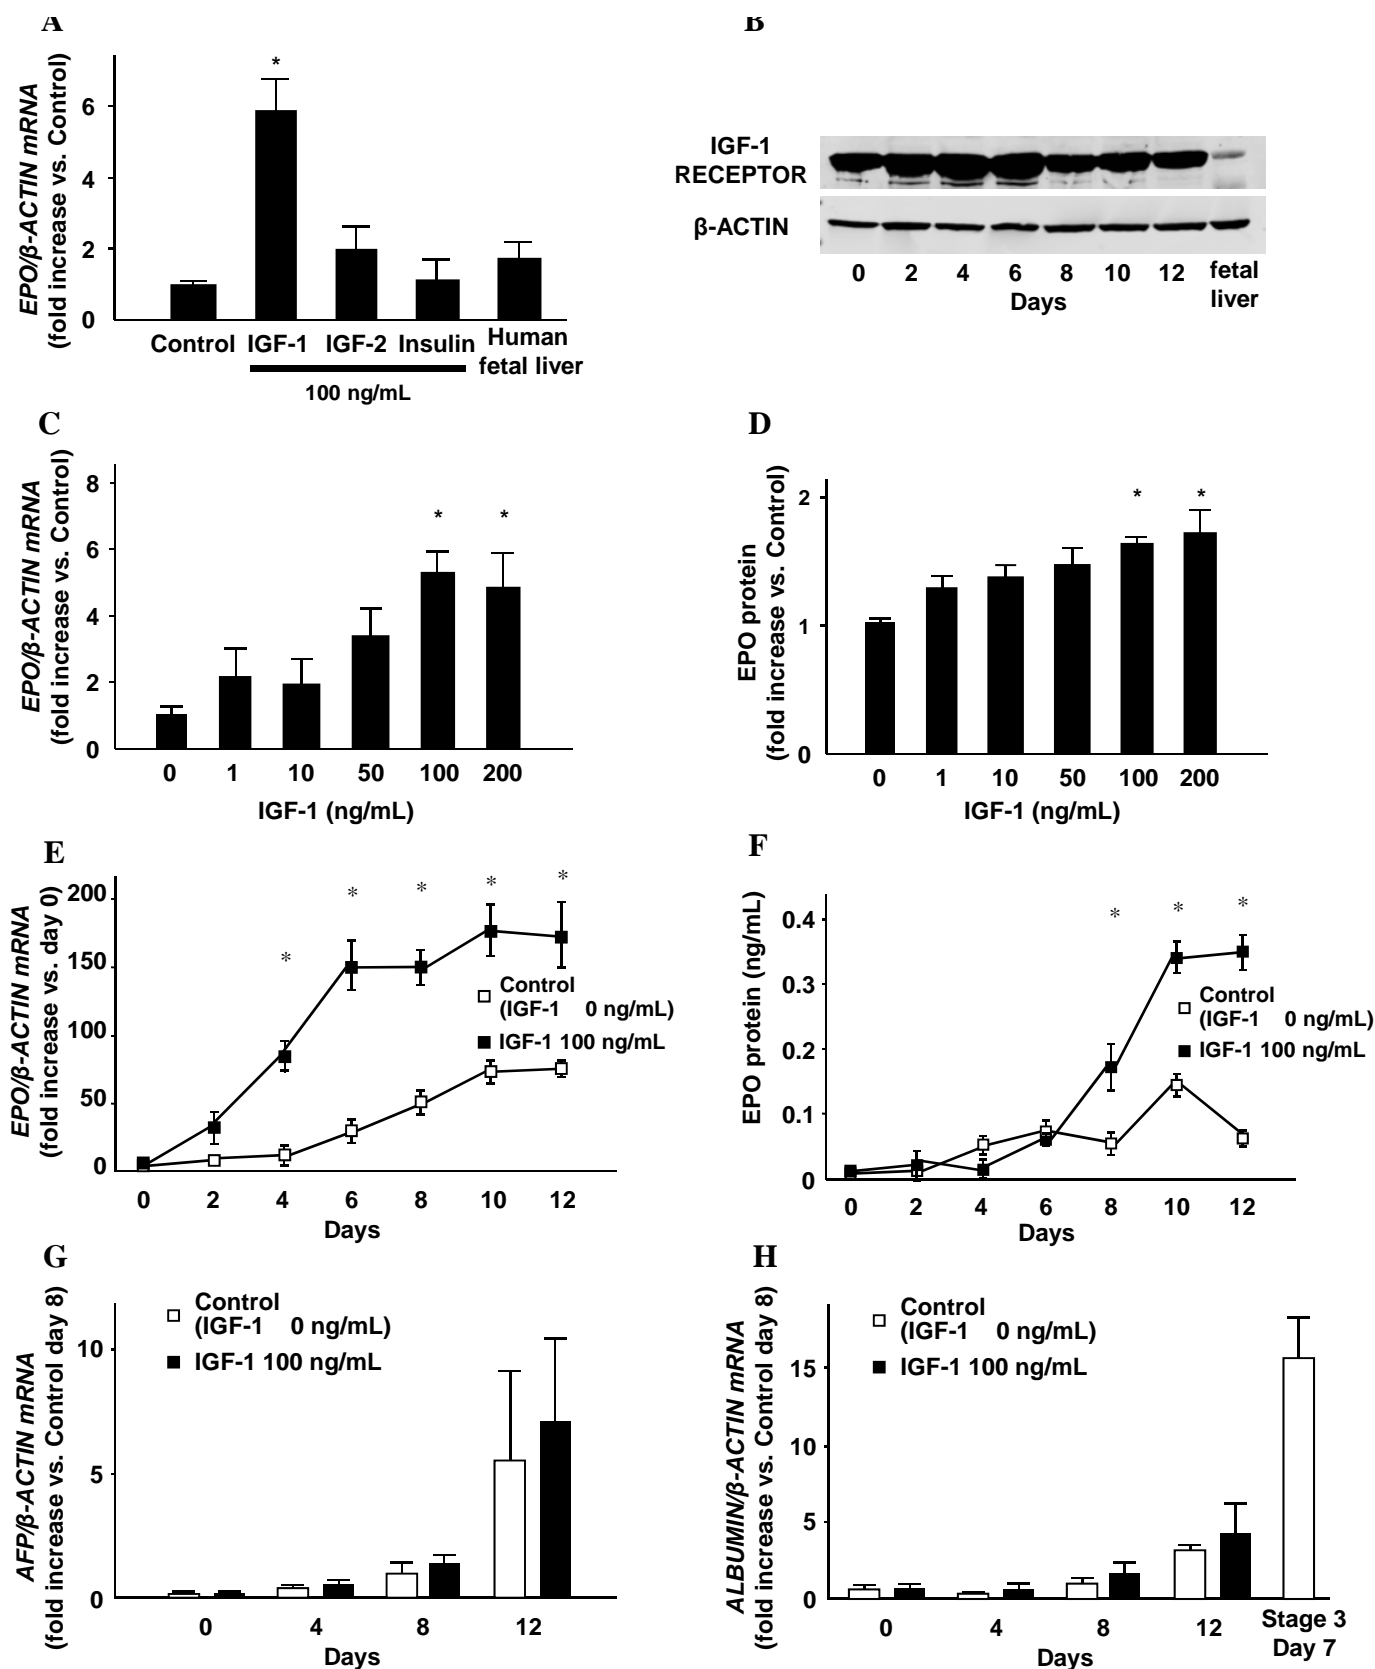 A
EPO/β-ACTIN mRNA
(fold increase vs. Control)
6
4
2
0
*
Control IGF-1 IGF-2 Insulin Human
fetal liver
100 ng/mL
B
IGF-1
RECEPTOR
β-ACTIN
0 2 4 6 8 10 12 fetal
liver
Days
C
EPO/β-ACTIN mRNA
(fold increase vs. Control)
8
6
4
2
0
* *
0 1 10 50 100 200
IGF-1 (ng/mL)
D
EPO protein
(fold increase vs. Control)
2
1
0
* *
0 1 10 50 100 200
IGF-1 (ng/mL)
E
EPO/β-ACTIN mRNA
(fold increase vs. day 0)
200
150
100
50
0
* * * * *
Control
(IGF-1 0 ng/mL)
IGF-1 100 ng/mL
0 2 4 6 8 10 12
Days
F
EPO protein (ng/mL)
0.4
0.3
0.2
0.1
0
* * *
Control
(IGF-1 0 ng/mL)
IGF-1 100 ng/mL
0 2 4 6 8 10 12
Days
G
AFP/β-ACTIN mRNA
(fold increase vs. Control day 8)
10
5
0
Control
(IGF-1 0 ng/mL)
IGF-1 100 ng/mL
0 4 8 12
Days
H
ALBUMIN/β-ACTIN mRNA
(fold increase vs. Control day 8)
15
10
5
0
Control
(IGF-1 0 ng/mL)
IGF-1 100 ng/mL
0 4 8 12 Stage 3
Day 7
Days